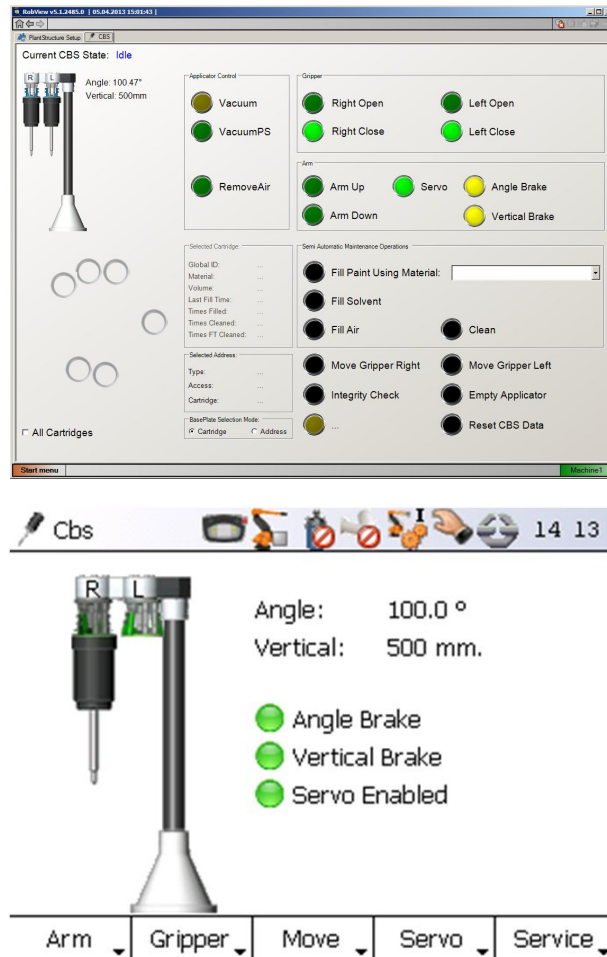 RobView v5.1.2485.0 | 05.04.2013 15:01:43 |
PlantStructure Setup CBS
Current CBS State: Idle
R L
Angle: 100.47°
Vertical: 500mm
Applicator Control
Vacuum
VacuumPS
RemoveAir
Gripper
Right Open Left Open
Right Close Left Close
Arm
Arm Up Servo Angle Brake
Arm Down Vertical Brake
Selected Cartridge:
Global ID: ...
Material: ...
Volume: ...
Last Fill Time: ...
Times Filled: ...
Times Cleaned: ...
Times FT Cleaned: ...
Semi Automatic Maintenance Operations
Fill Paint Using Material:
Fill Solvent
Fill Air Clean
Selected Address:
Type: ...
Access: ...
Cartridge: ...
Move Gripper Right Move Gripper Left
Integrity Check Empty Applicator
... Reset CBS Data
BasePlate Selection Mode:
Cartridge Address
All Cartridges
Start menu Machine1
Cbs I 14 13
R L
Angle: 100.0 °
Vertical: 500 mm.
Angle Brake
Vertical Brake
Servo Enabled
Arm Gripper Move Servo Service